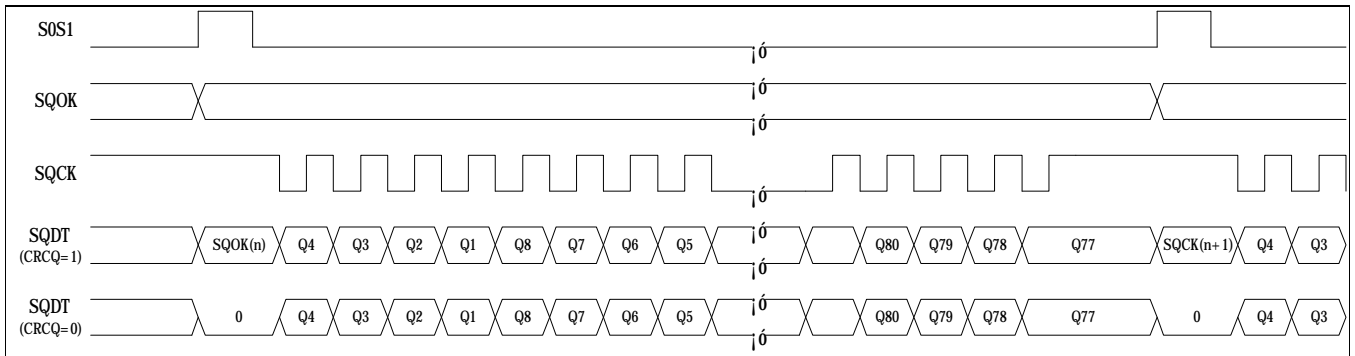 S0S1 ¡ó
SQOK ¡ó ¡ó
SQCK ¡ó
SQDT (CRCQ=1) SQOK(n) Q4 Q3 Q2 Q1 Q8 Q7 Q6 Q5 ¡ó ¡ó Q80 Q79 Q78 Q77 SQCK(n+1) Q4 Q3
SQDT (CRCQ=0) 0 Q4 Q3 Q2 Q1 Q8 Q7 Q6 Q5 ¡ó ¡ó Q80 Q79 Q78 Q77 0 Q4 Q3